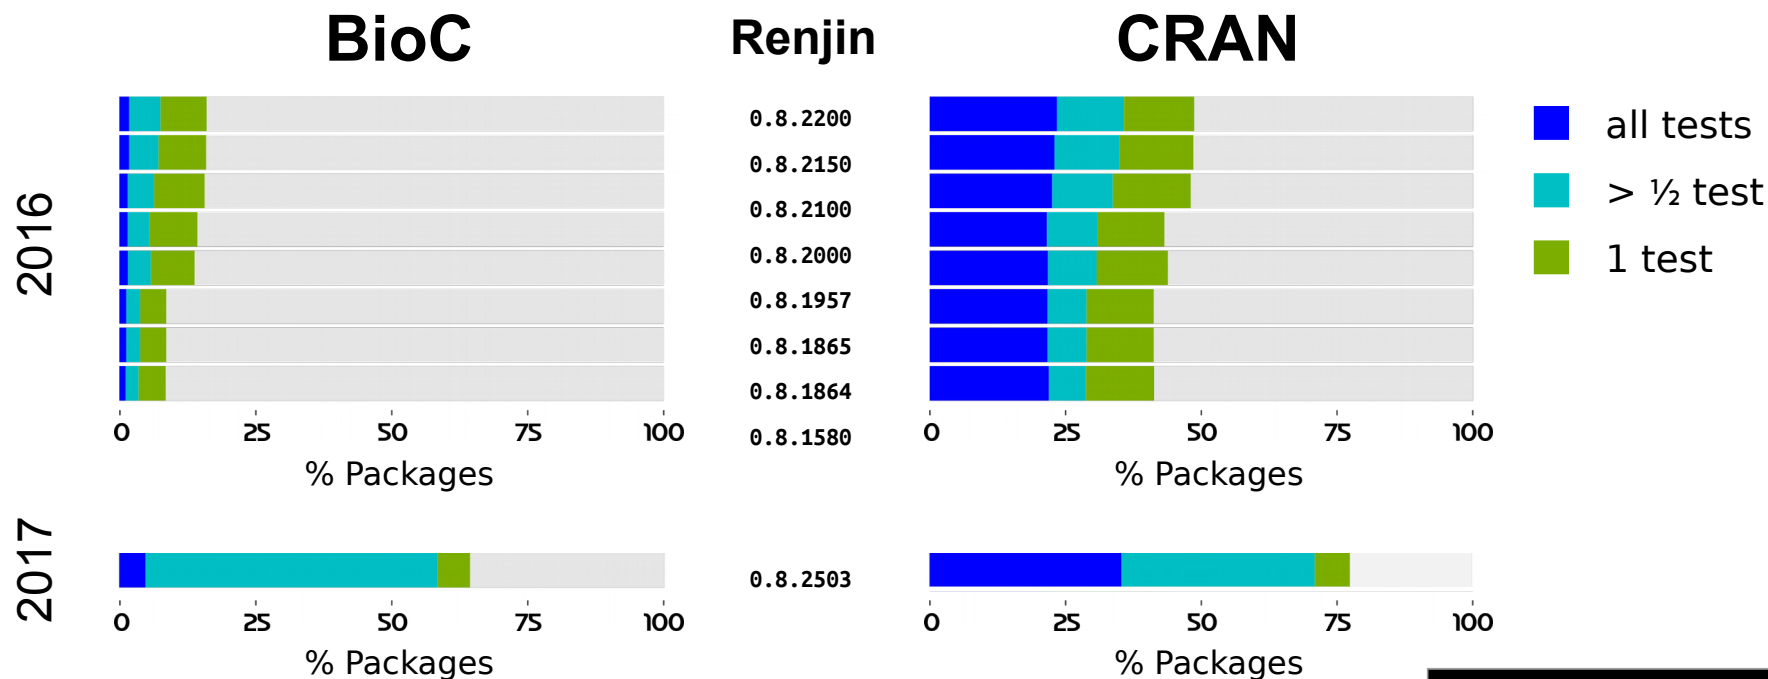 BioC
Renjin
CRAN
2016
0.8.2200
0.8.2150
0.8.2100
0.8.2000
0.8.1957
0.8.1865
0.8.1864
0.8.1580
all tests
> ½ test
1 test
0 25 50 75 100
% Packages
0 25 50 75 100
% Packages
2017
0.8.2503
0 25 50 75 100
% Packages
0 25 50 75 100
% Packages